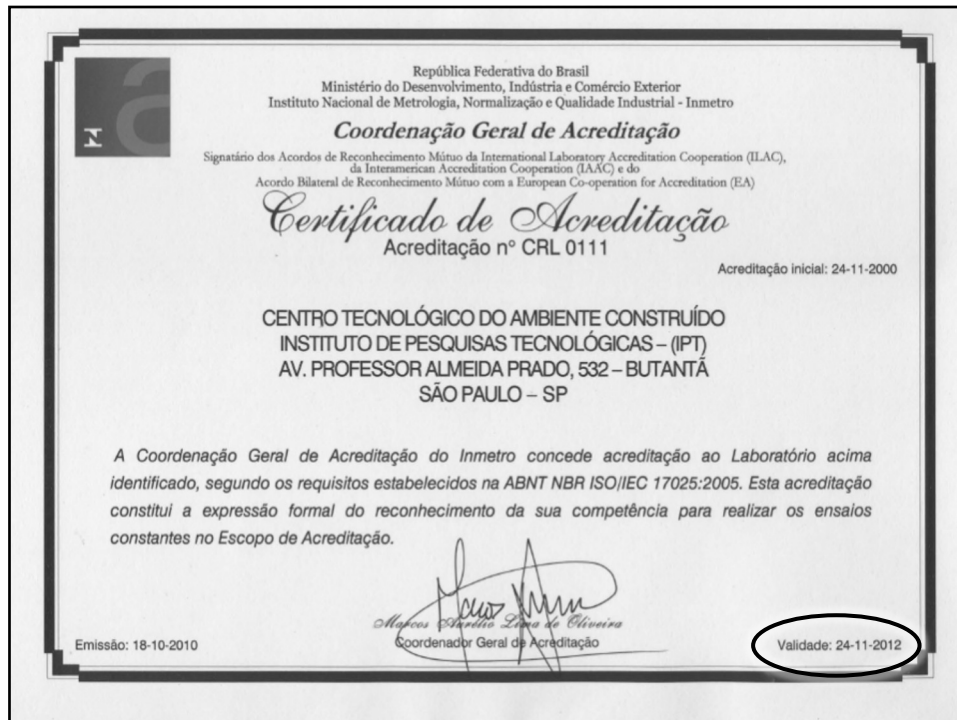 República Federativa do Brasil
Ministério do Desenvolvimento, Indústria e Comércio Exterior
Instituto Nacional de Metrologia, Normalização e Qualidade Industrial - Inmetro
Coordenação Geral de Acreditação
Signatário dos Acordos de Reconhecimento Mútuo da International Laboratory Accreditation Cooperation (ILAC),
da Interamerican Accreditation Cooperation (IAAC) e do
Acordo Bilateral de Reconhecimento Mútuo com a European Co-operation for Accreditation (EA)
Certificado de Acreditação
Acreditação nº CRL 0111
Acreditação inicial: 24-11-2000
CENTRO TECNOLÓGICO DO AMBIENTE CONSTRUÍDO
INSTITUTO DE PESQUISAS TECNOLÓGICAS – (IPT)
AV. PROFESSOR ALMEIDA PRADO, 532 – BUTANTÃ
SÃO PAULO – SP
A Coordenação Geral de Acreditação do Inmetro concede acreditação ao Laboratório acima
identificado, segundo os requisitos estabelecidos na ABNT NBR ISO/IEC 17025:2005. Esta acreditação
constitui a expressão formal do reconhecimento da sua competência para realizar os ensaios
constantes no Escopo de Acreditação.
Marcos Aurélio Lima de Oliveira
Coordenador Geral de Acreditação
Emissão: 18-10-2010
Validade: 24-11-2012